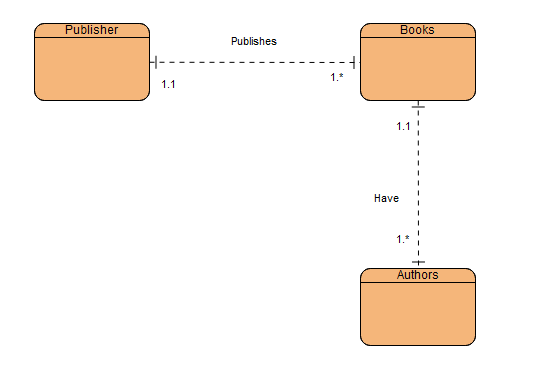 Publisher
Books
Publishes
1.1
1.*
1.1
Have
1.*
Authors